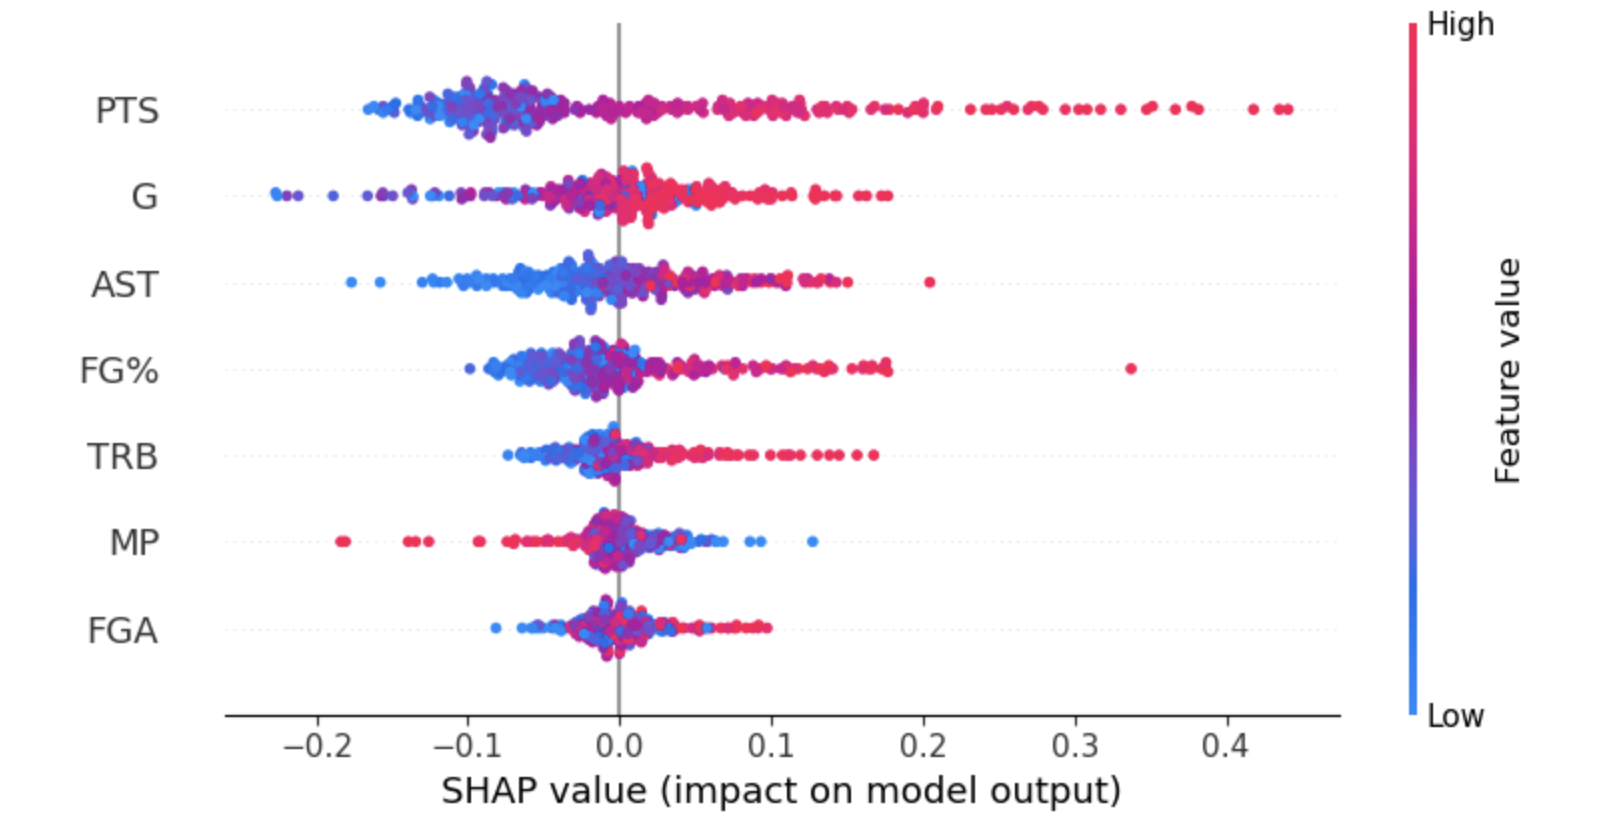 High
PTS
G
AST
FG%
TRB
MP
FGA
Feature value
Low
−0.2 −0.1 0.0 0.1 0.2 0.3 0.4
SHAP value (impact on model output)